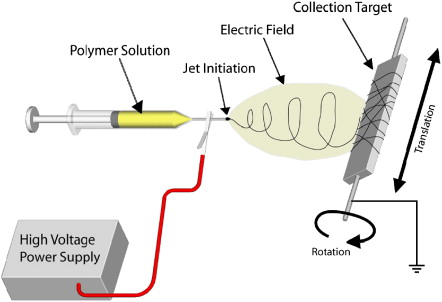 Collection Target
Electric Field
Polymer Solution
Jet Initiation
Translation
High Voltage
Power Supply
Rotation